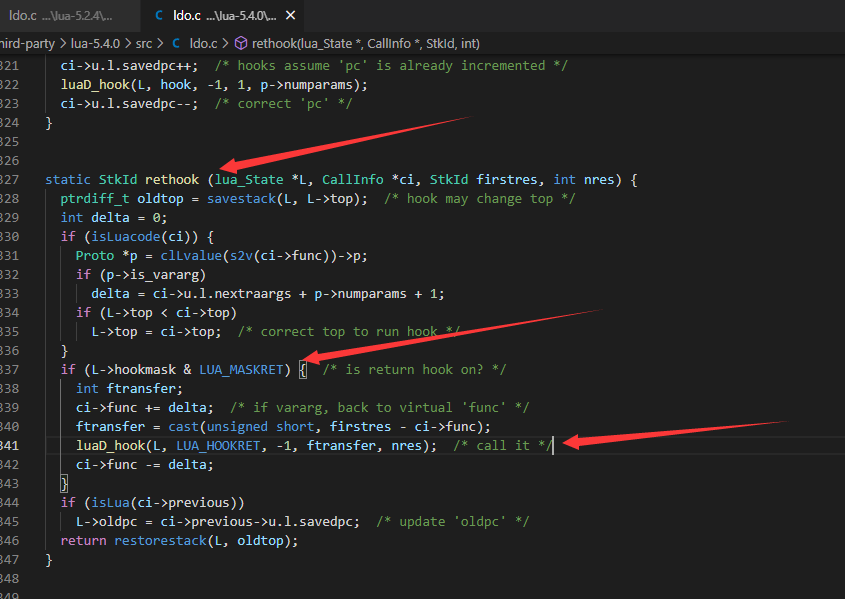 ldo.c ...\lua-5.2.4\...
C ldo.c ...\lua-5.4.0\... ✕
hird-party > lua-5.4.0 > src > C ldo.c > rethook(lua_State *, CallInfo *, StkId, int)
321 ci->u.l.savedpc++; /* hooks assume 'pc' is already incremented */
322 luaD_hook(L, hook, -1, 1, p->numparams);
323 ci->u.l.savedpc--; /* correct 'pc' */
324 }
325
326
327 static StkId rethook (lua_State *L, CallInfo *ci, StkId firstres, int nres) {
328 ptrdiff_t oldtop = savestack(L, L->top); /* hook may change top */
329 int delta = 0;
330 if (isLuacode(ci)) {
331 Proto *p = clLvalue(s2v(ci->func))->p;
332 if (p->is_vararg)
333 delta = ci->u.l.nextraargs + p->numparams + 1;
334 if (L->top < ci->top)
335 L->top = ci->top; /* correct top to run hook */
336 }
337 if (L->hookmask & LUA_MASKRET) { /* is return hook on? */
338 int ftransfer;
339 ci->func += delta; /* if vararg, back to virtual 'func' */
340 ftransfer = cast(unsigned short, firstres - ci->func);
341 luaD_hook(L, LUA_HOOKRET, -1, ftransfer, nres); /* call it */
342 ci->func -= delta;
343 }
344 if (isLua(ci->previous))
345 L->oldpc = ci->previous->u.l.savedpc; /* update 'oldpc' */
346 return restorestack(L, oldtop);
347 }
348
349